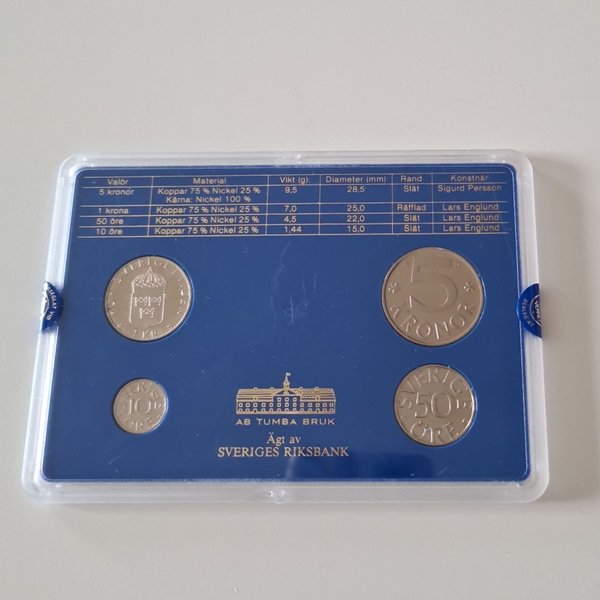 Valör Material Vikt (g). Diameter (mm) Rand Konstnär
5 kronor Koppar 75 % Nickel 25 % 9,5 28,5 Slät Sigurd Persson
Kärna: Nickel 100 %
1 krona Koppar 75 % Nickel 25 % 7,0 25,0 Räfflad Lars Englund
50 öre Koppar 75 % Nickel 25 % 4,5 22,0 Slät Lars Englund
10 öre Koppar 75 % Nickel 25 % 1,44 15,0 Slät Lars Englund
1 KR
5
KRONOR
10
ÖRE
SVERIGE
50
ÖRE
AB TUMBA BRUK
Ägt av
SVERIGES RIKSBANK